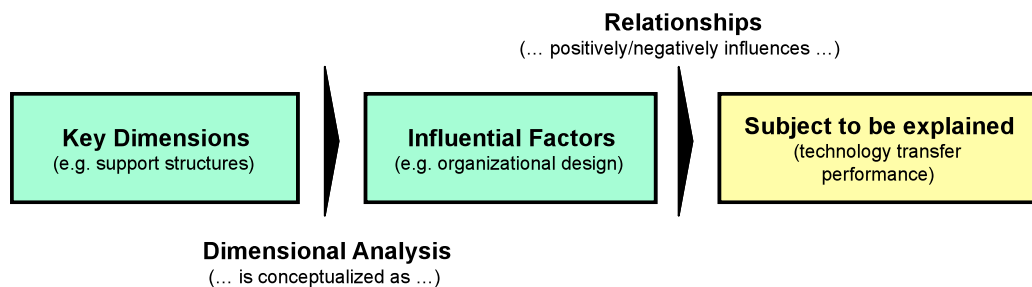 Relationships
(... positively/negatively influences ...)
Key Dimensions
(e.g. support structures)
Influential Factors
(e.g. organizational design)
Subject to be explained
(technology transfer
performance)
Dimensional Analysis
(... is conceptualized as ...)